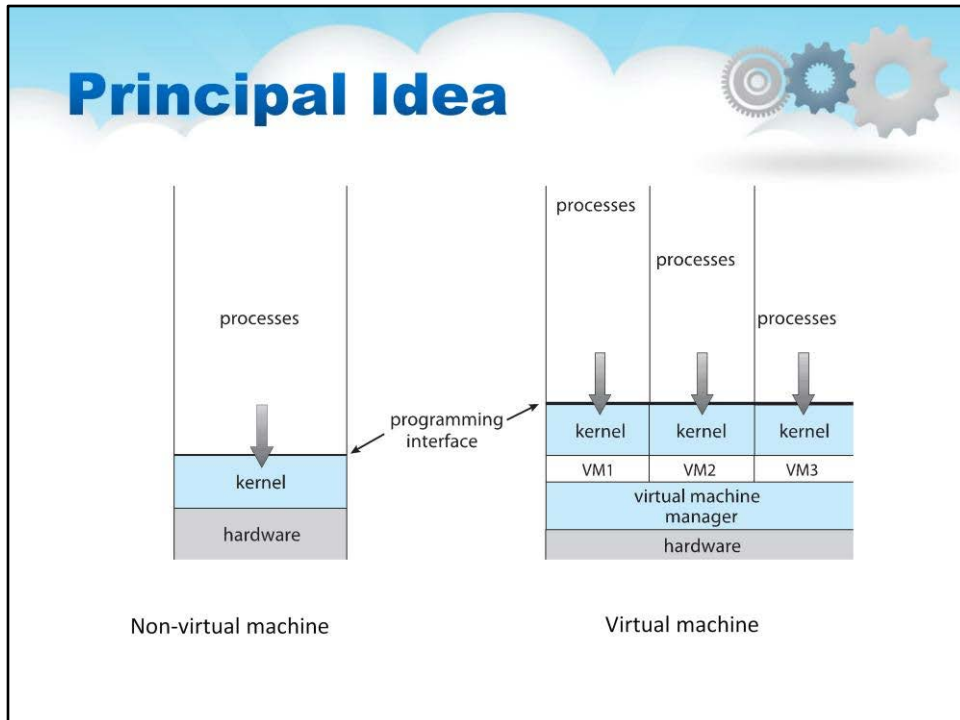 Principal Idea
processes
programming
interface
kernel
hardware
Non-virtual machine
processes
processes
processes
kernel
kernel
kernel
VM1
VM2
VM3
virtual machine
manager
hardware
Virtual machine